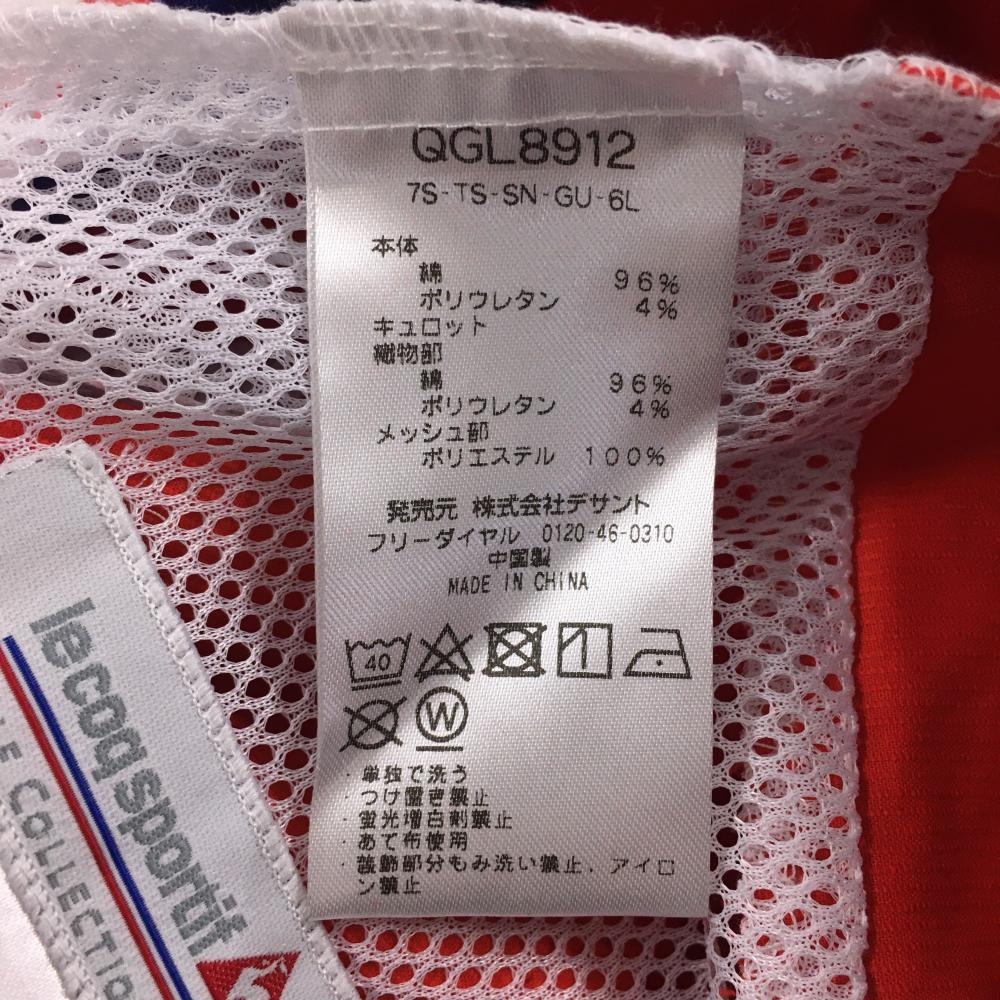 QGL8912
7S-TS-SN-GU-6L
本体
綿 96%
ポリウレタン 4%
キュロット
織物部
綿 96%
ポリウレタン 4%
メッシュ部
ポリエステル 100%
発売元 株式会社デサント
フリーダイヤル 0120-46-0310
中国製
MADE IN CHINA
40
W
・単独で洗う
・つけ置き禁止
・蛍光増白剤禁止
・あて布使用
・装飾部分もみ洗い禁止、アイロ
ン禁止
le coq sportif
COLLECTION